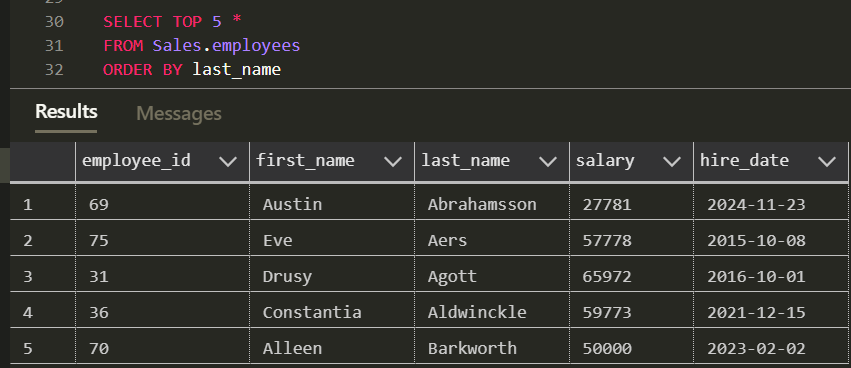 30 SELECT TOP 5 *
31 FROM Sales.employees
32 ORDER BY last_name
Results Messages
employee_id first_name last_name salary hire_date
1 69 Austin Abrahamsson 27781 2024-11-23
2 75 Eve Aers 57778 2015-10-08
3 31 Drusy Agott 65972 2016-10-01
4 36 Constantia Aldwinckle 59773 2021-12-15
5 70 Alleen Barkworth 50000 2023-02-02